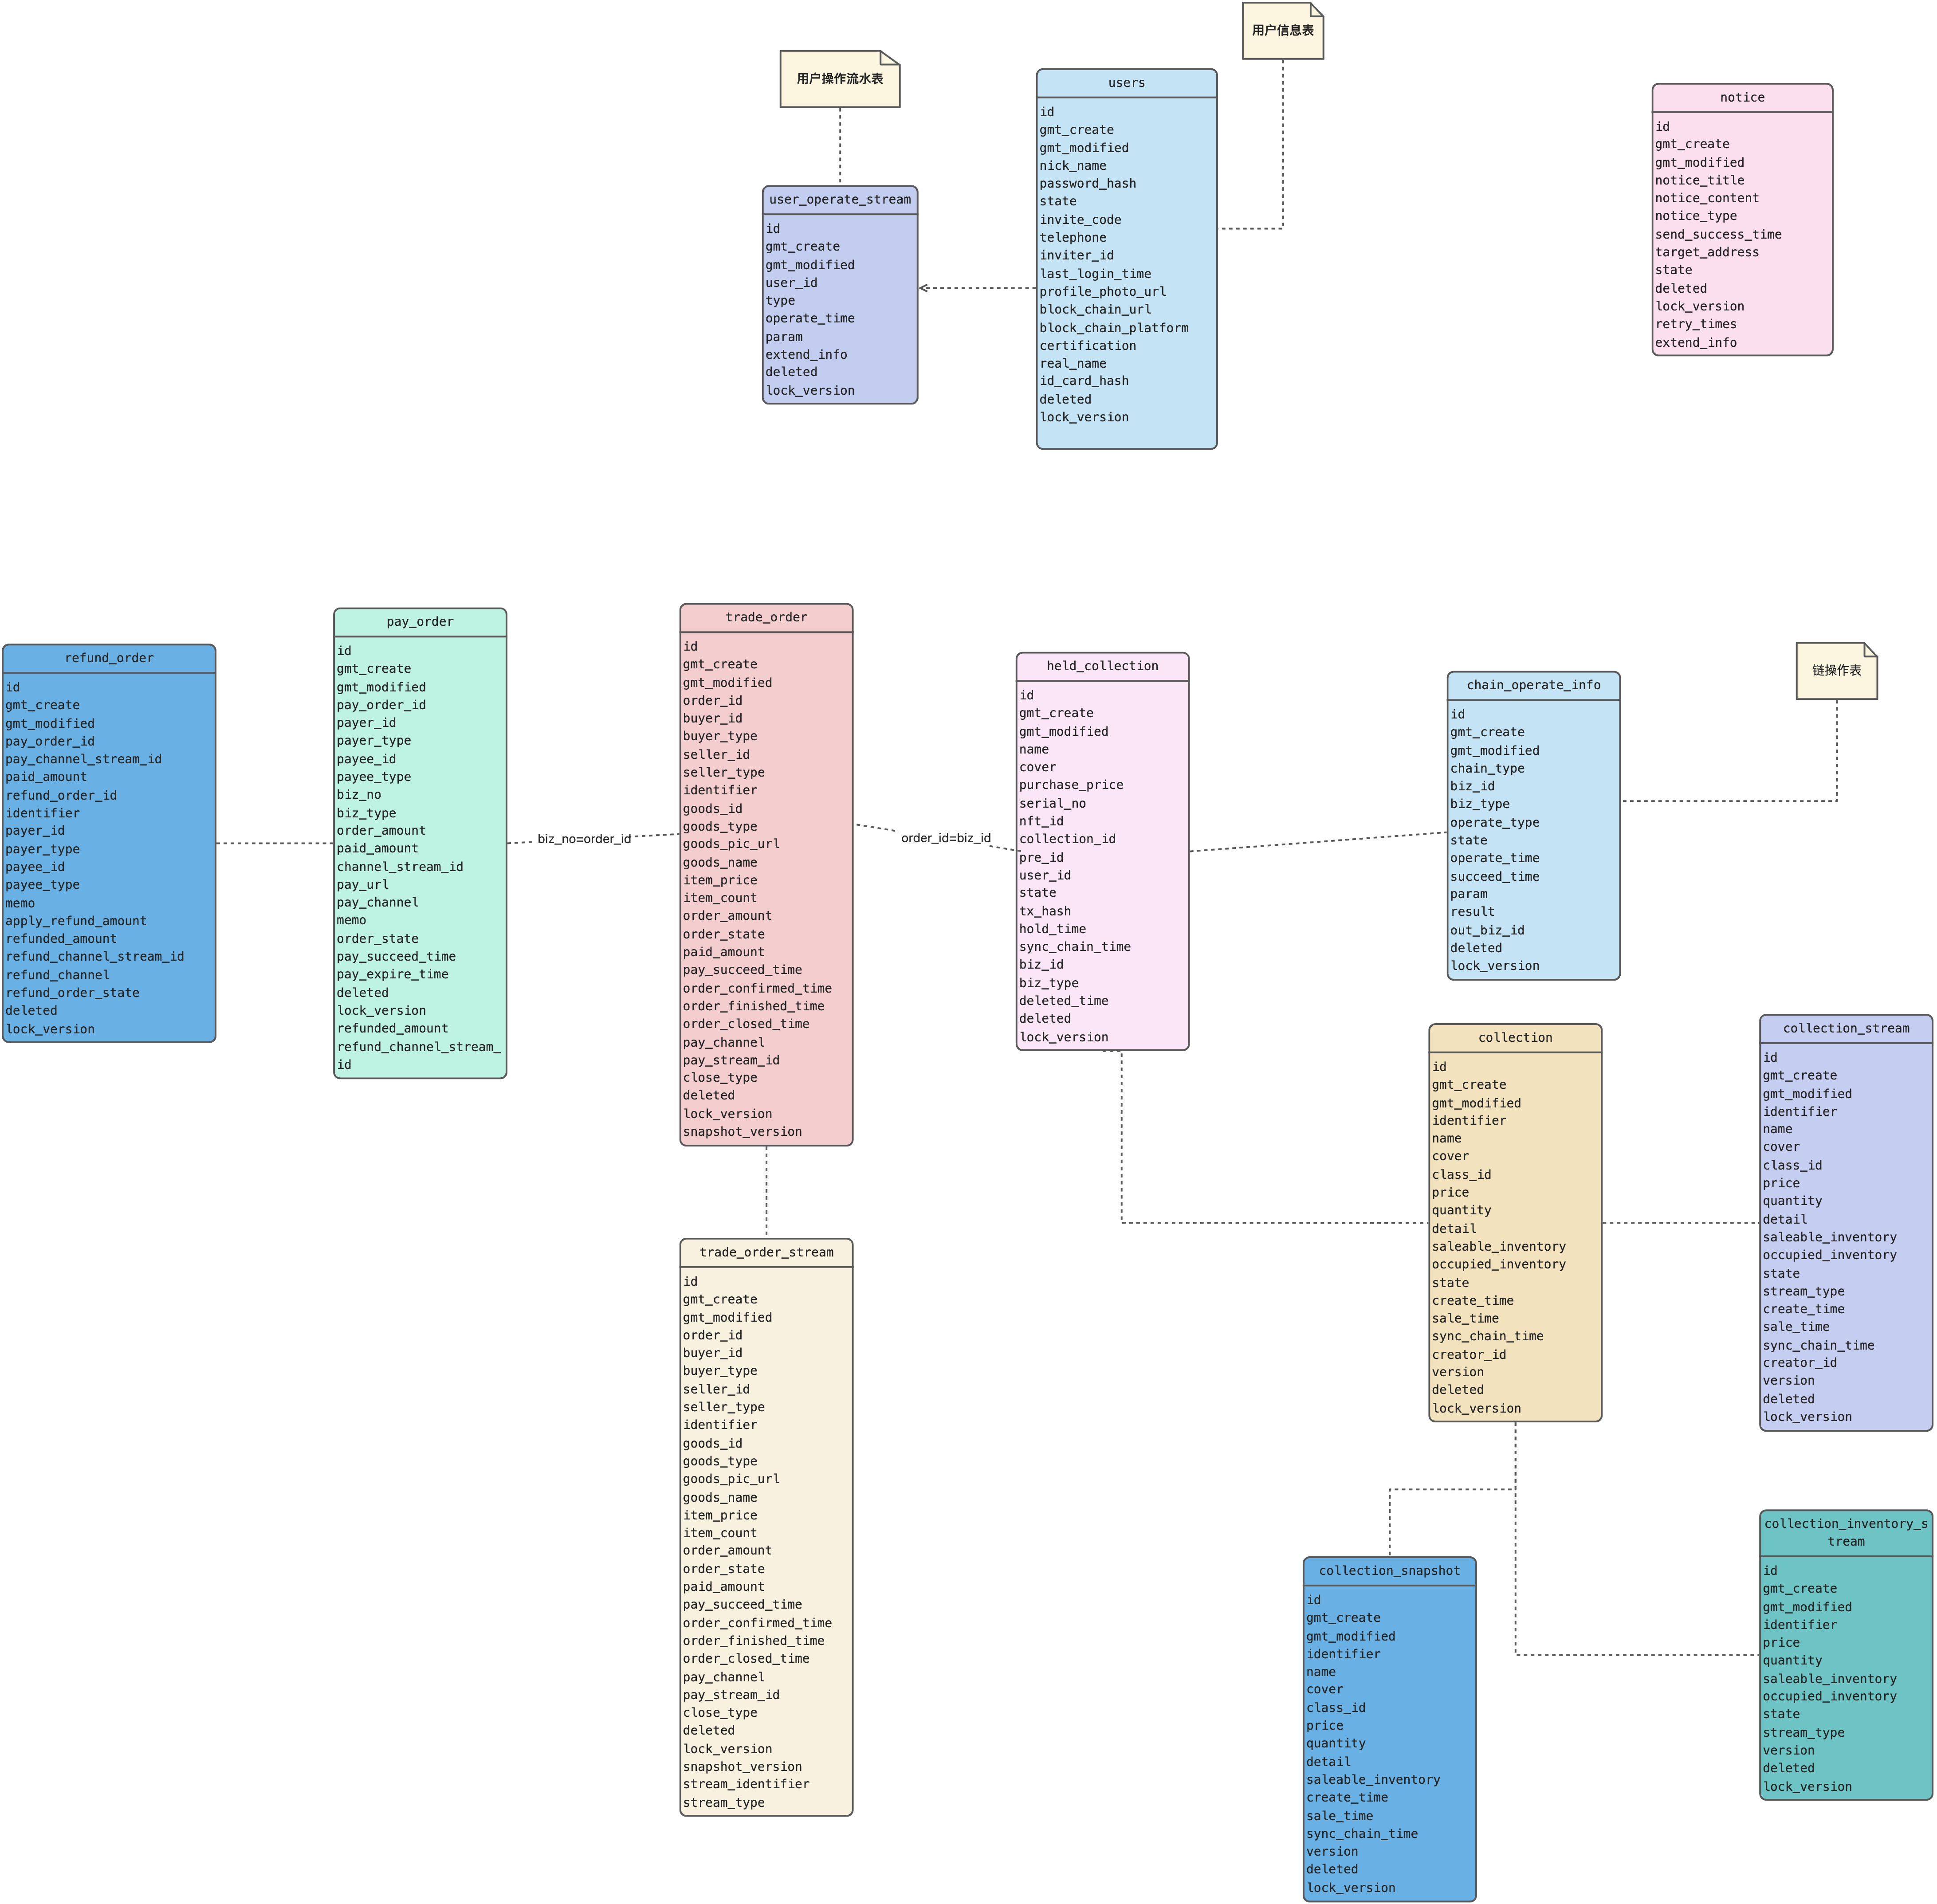 用户信息表
用户操作流水表
users
id
gmt_create
gmt_modified
nick_name
password_hash
state
invite_code
telephone
inviter_id
last_login_time
profile_photo_url
block_chain_url
block_chain_platform
certification
real_name
id_card_hash
deleted
lock_version
notice
id
gmt_create
gmt_modified
notice_title
notice_content
notice_type
send_success_time
target_address
state
deleted
lock_version
retry_times
extend_info
user_operate_stream
id
gmt_create
gmt_modified
user_id
type
operate_time
param
extend_info
deleted
lock_version
refund_order
id
gmt_create
gmt_modified
pay_order_id
pay_channel_stream_id
paid_amount
refund_order_id
identifier
payer_id
payer_type
payee_id
payee_type
memo
apply_refund_amount
refunded_amount
refund_channel_stream_id
refund_channel
refund_order_state
deleted
lock_version
pay_order
id
gmt_create
gmt_modified
pay_order_id
payer_id
payer_type
payee_id
payee_type
biz_no
biz_type
order_amount
paid_amount
channel_stream_id
pay_url
pay_channel
memo
order_state
pay_succeed_time
pay_expire_time
deleted
lock_version
refunded_amount
refund_channel_stream_
id
biz_no=order_id
trade_order
id
gmt_create
gmt_modified
order_id
buyer_id
buyer_type
seller_id
seller_type
identifier
goods_id
goods_type
goods_pic_url
goods_name
item_price
item_count
order_amount
order_state
paid_amount
pay_succeed_time
order_confirmed_time
order_finished_time
order_closed_time
pay_channel
pay_stream_id
close_type
deleted
lock_version
snapshot_version
order_id=biz_id
held_collection
id
gmt_create
gmt_modified
name
cover
purchase_price
serial_no
nft_id
collection_id
pre_id
user_id
state
tx_hash
hold_time
sync_chain_time
biz_id
biz_type
deleted_time
deleted
lock_version
chain_operate_info
id
gmt_create
gmt_modified
chain_type
biz_id
biz_type
operate_type
state
operate_time
succeed_time
param
result
out_biz_id
deleted
lock_version
链操作表
collection
id
gmt_create
gmt_modified
identifier
name
cover
class_id
price
quantity
detail
saleable_inventory
occupied_inventory
state
create_time
sale_time
sync_chain_time
creator_id
version
deleted
lock_version
collection_stream
id
gmt_create
gmt_modified
identifier
name
cover
class_id
price
quantity
detail
saleable_inventory
occupied_inventory
state
stream_type
create_time
sale_time
sync_chain_time
creator_id
version
deleted
lock_version
trade_order_stream
id
gmt_create
gmt_modified
order_id
buyer_id
buyer_type
seller_id
seller_type
identifier
goods_id
goods_type
goods_pic_url
goods_name
item_price
item_count
order_amount
order_state
paid_amount
pay_succeed_time
order_confirmed_time
order_finished_time
order_closed_time
pay_channel
pay_stream_id
close_type
deleted
lock_version
snapshot_version
stream_identifier
stream_type
collection_snapshot
id
gmt_create
gmt_modified
identifier
name
cover
class_id
price
quantity
detail
saleable_inventory
create_time
sale_time
sync_chain_time
version
deleted
lock_version
collection_inventory_s
tream
id
gmt_create
gmt_modified
identifier
price
quantity
saleable_inventory
occupied_inventory
state
stream_type
version
deleted
lock_version